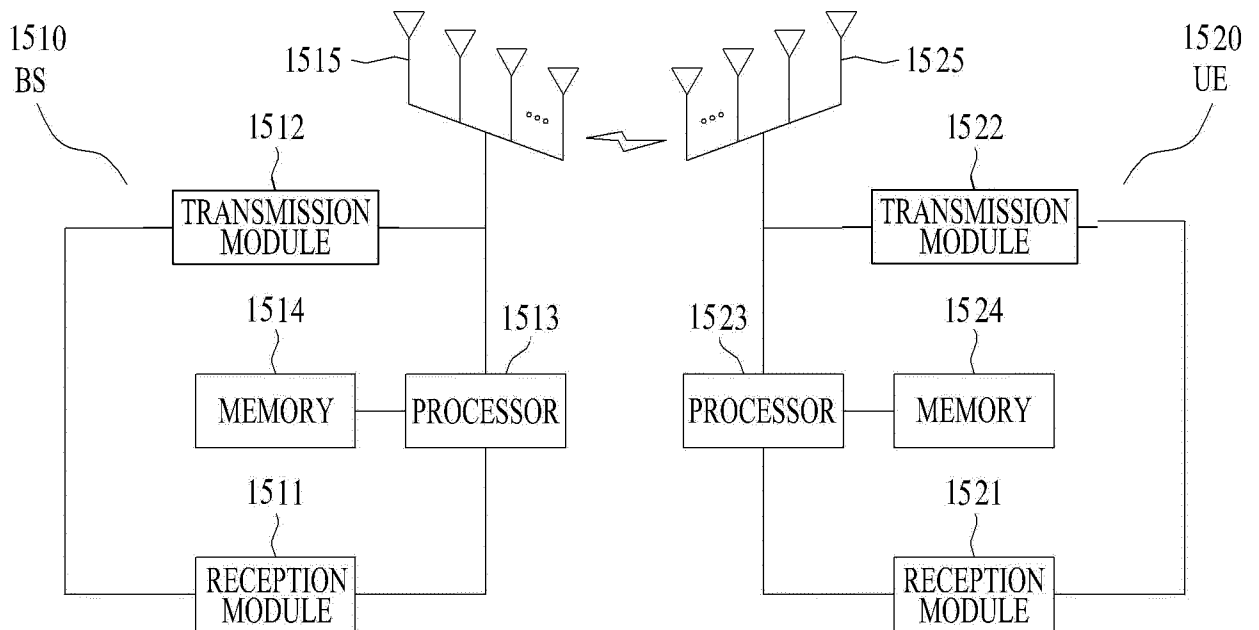 1510
BS
1515
1525
1520
UE
1512
1522
TRANSMISSION
MODULE
TRANSMISSION
MODULE
1514
1513
1523
1524
MEMORY
PROCESSOR
PROCESSOR
MEMORY
1511
1521
RECEPTION
MODULE
RECEPTION
MODULE